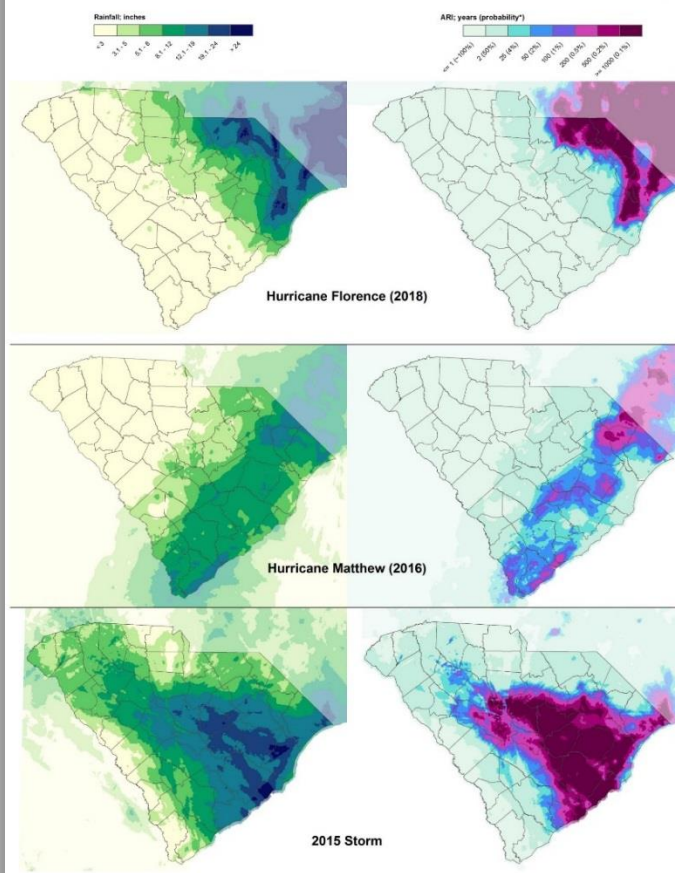 Rainfall; inches
< 3
3.1 - 5
5.1 - 8
8.1 - 12
12.1 - 19
19.1 - 24
> 24
ARI; years (probability*)
<= 1 (~100%)
2 (50%)
25 (4%)
50 (2%)
100 (1%)
200 (0.5%)
500 (0.2%)
>= 1000 (0.1%)
Hurricane Florence (2018)
Hurricane Matthew (2016)
2015 Storm